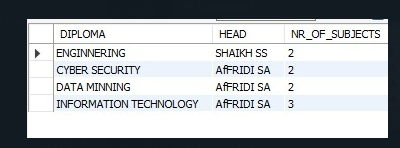 DIPLOMA HEAD NR_OF_SUBJECTS
ENGINNERING SHAIKH SS 2
CYBER SECURITY AfFRIDI SA 2
DATA MINNING AfFRIDI SA 2
INFORMATION TECHNOLOGY AfFRIDI SA 3